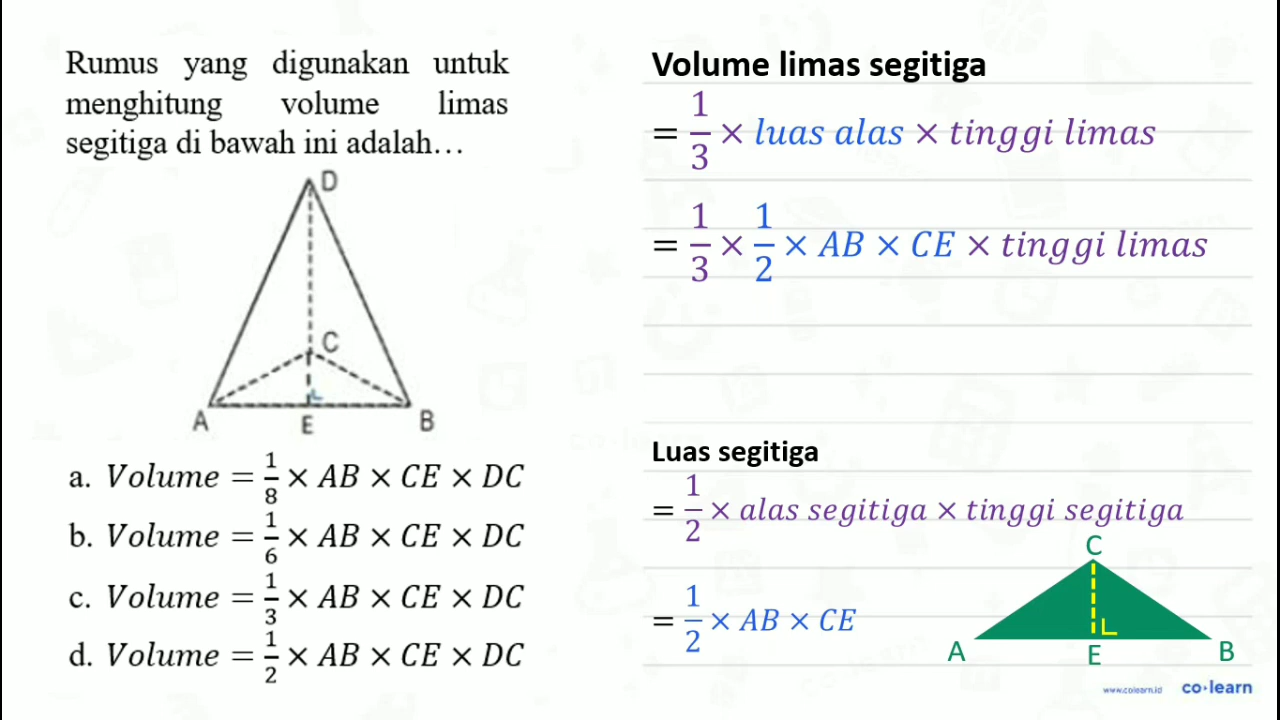 Rumus yang digunakan untuk
menghitung volume limas
segitiga di bawah ini adalah…
D
C
A
E
B
a. Volume = 1/8 × AB × CE × DC
b. Volume = 1/6 × AB × CE × DC
c. Volume = 1/3 × AB × CE × DC
d. Volume = 1/2 × AB × CE × DC
Volume limas segitiga
= 1/3 × luas alas × tinggi limas
= 1/3 × 1/2 × AB × CE × tinggi limas
Luas segitiga
= 1/2 × alas segitiga × tinggi segitiga
= 1/2 × AB × CE
C
A
E
B
www.colearn.id co•learn